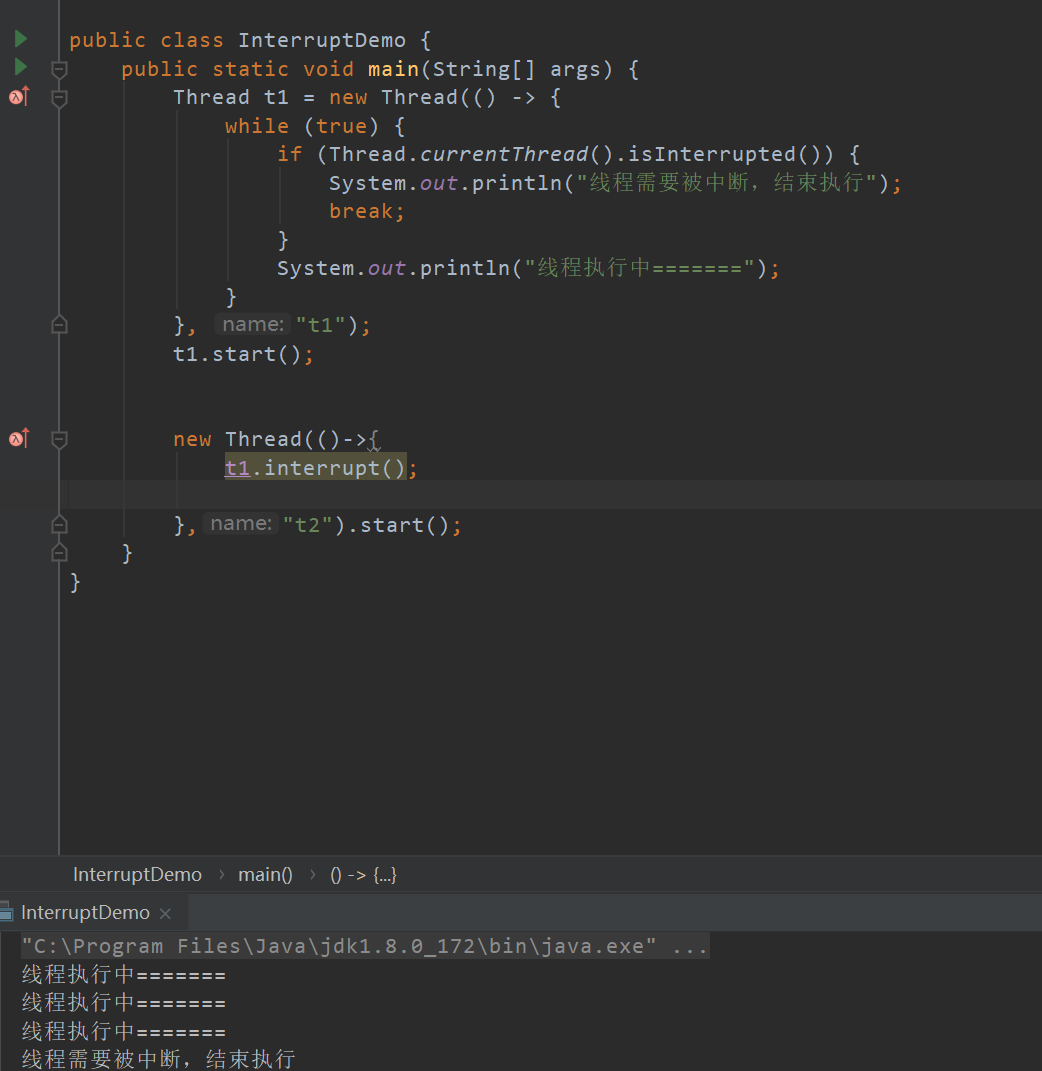 public class InterruptDemo {
public static void main(String[] args) {
Thread t1 = new Thread(() -> {
while (true) {
if (Thread.currentThread().isInterrupted()) {
System.out.println("线程需要被中断，结束执行");
break;
}
System.out.println("线程执行中=======");
}
}, name: "t1");
t1.start();
new Thread(()->{
t1.interrupt();
}, name: "t2").start();
}
}
InterruptDemo › main() › () -> {...}
InterruptDemo ×
"C:\Program Files\Java\jdk1.8.0_172\bin\java.exe" ...
线程执行中=======
线程执行中=======
线程执行中=======
线程需要被中断，结束执行